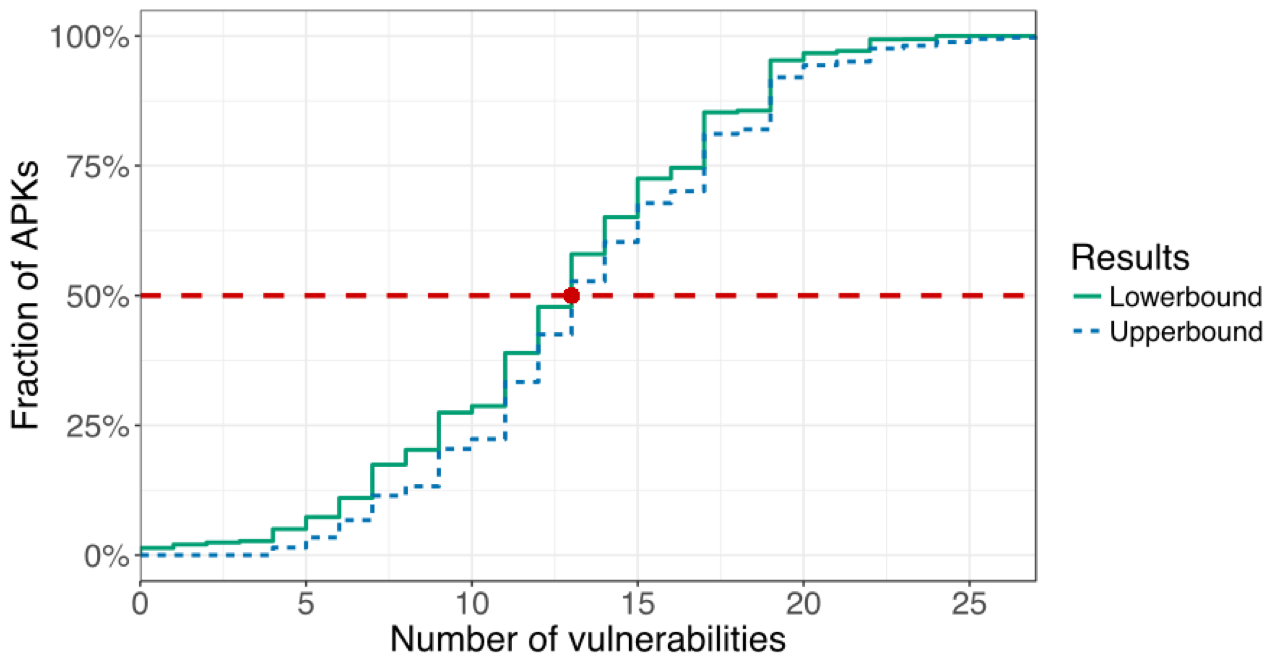 100%
75%
50%
25%
0%
Fraction of APKs
0 5 10 15 20 25
Number of vulnerabilities
Results
Lowerbound
Upperbound